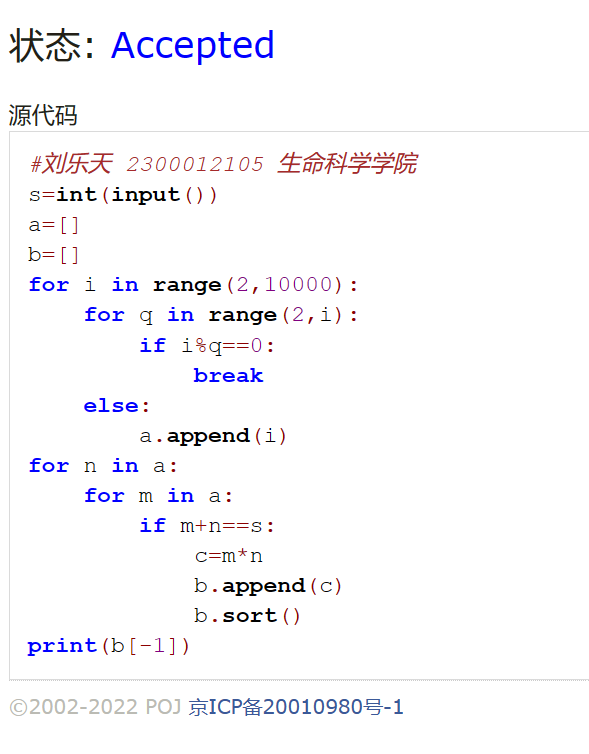 状态: Accepted
源代码
#刘乐天 2300012105 生命科学学院
s=int(input())
a=[]
b=[]
for i in range(2,10000):
    for q in range(2,i):
        if i%q==0:
            break
    else:
        a.append(i)
for n in a:
    for m in a:
        if m+n==s:
            c=m*n
            b.append(c)
            b.sort()
print(b[-1])
©2002-2022 POJ 京ICP备20010980号-1